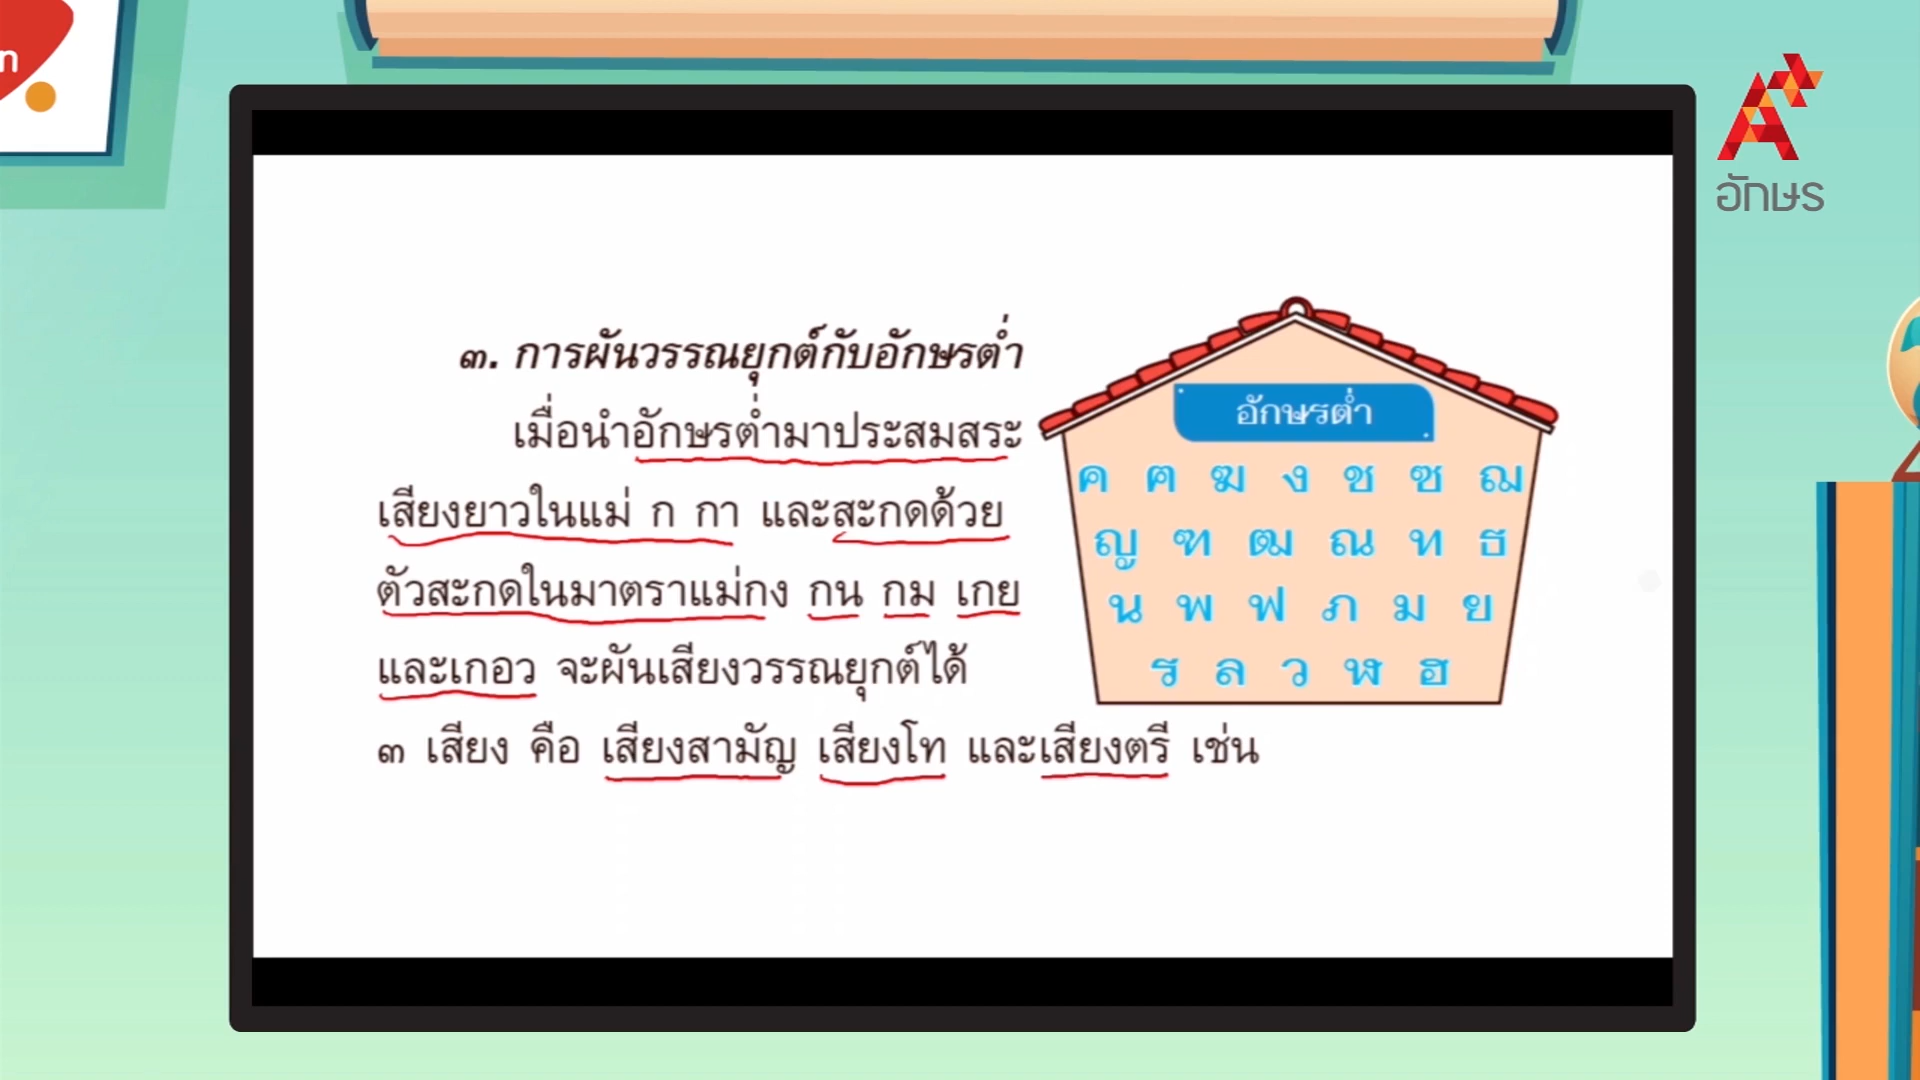 n
อักษร
๓. การผันวรรณยุกต์กับอักษรต่ำ
เมื่อนำอักษรต่ำมาประสมสระ
เสียงยาวในแม่ ก กา และสะกดด้วย
ตัวสะกดในมาตราแม่กง กน กม เกย
และเกอว จะผันเสียงวรรณยุกต์ได้
๓ เสียง คือ เสียงสามัญ เสียงโท และเสียงตรี เช่น
อักษรต่ำ
ค ฅ ฆ ง ช ซ ฌ
ญ ฑ ฒ ณ ท ธ
น พ ฟ ภ ม ย
ร ล ว ฬ ฮ